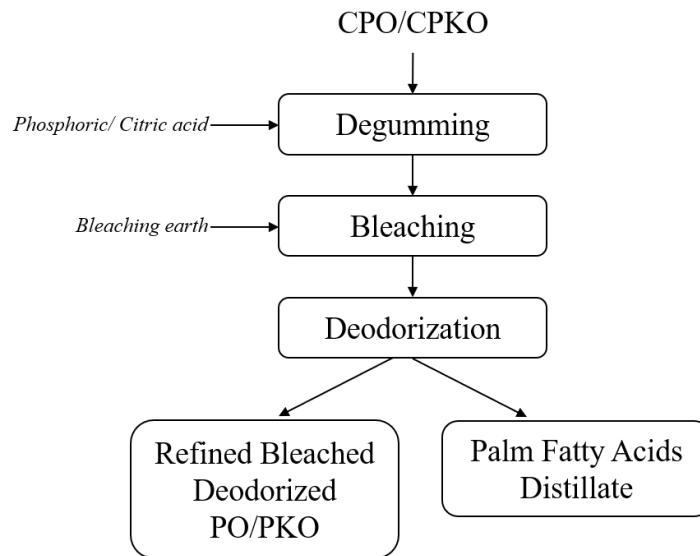 CPO/CPKO
Phosphoric/ Citric acid
Degumming
Bleaching earth
Bleaching
Deodorization
Refined Bleached
Deodorized
PO/PKO
Palm Fatty Acids
Distillate